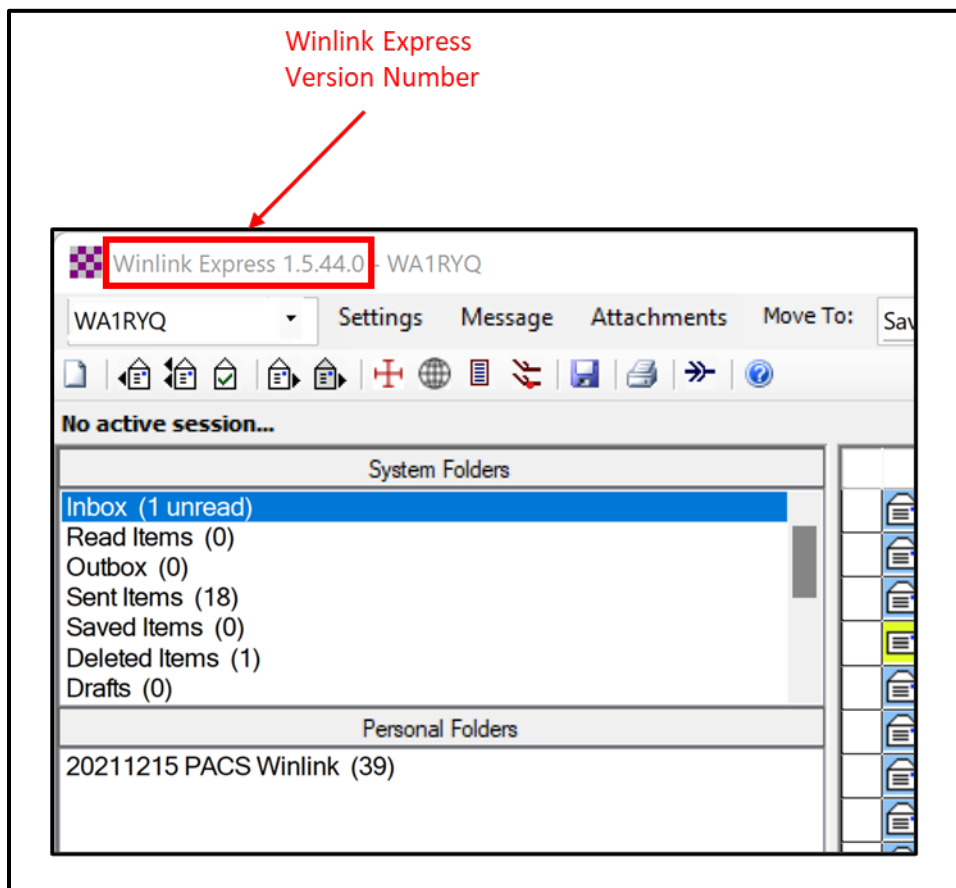 Winlink Express
Version Number
Winlink Express 1.5.44.0 - WA1RYQ
WA1RYQ Settings Message Attachments Move To: Sav
No active session...
System Folders
Inbox (1 unread)
Read Items (0)
Outbox (0)
Sent Items (18)
Saved Items (0)
Deleted Items (1)
Drafts (0)
Personal Folders
20211215 PACS Winlink (39)